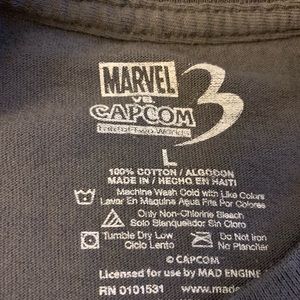 MARVEL
VS.
CAPCOM 3
Fate of Two Worlds
L
100% COTTON / ALGODON
MADE IN / HECHO EN HAITI
Machine Wash Cold with Like Colors
Lavar En Maquina Agua Fria Por Colores
Only Non-Chlorine Bleach
Solo Blanqueador Sin Cloro
Tumble Dry Low
Ciclo Lento
Do Not Iron
No Planchar
© CAPCOM
Licensed for use by MAD ENGINE
RN 0101531 www.mad